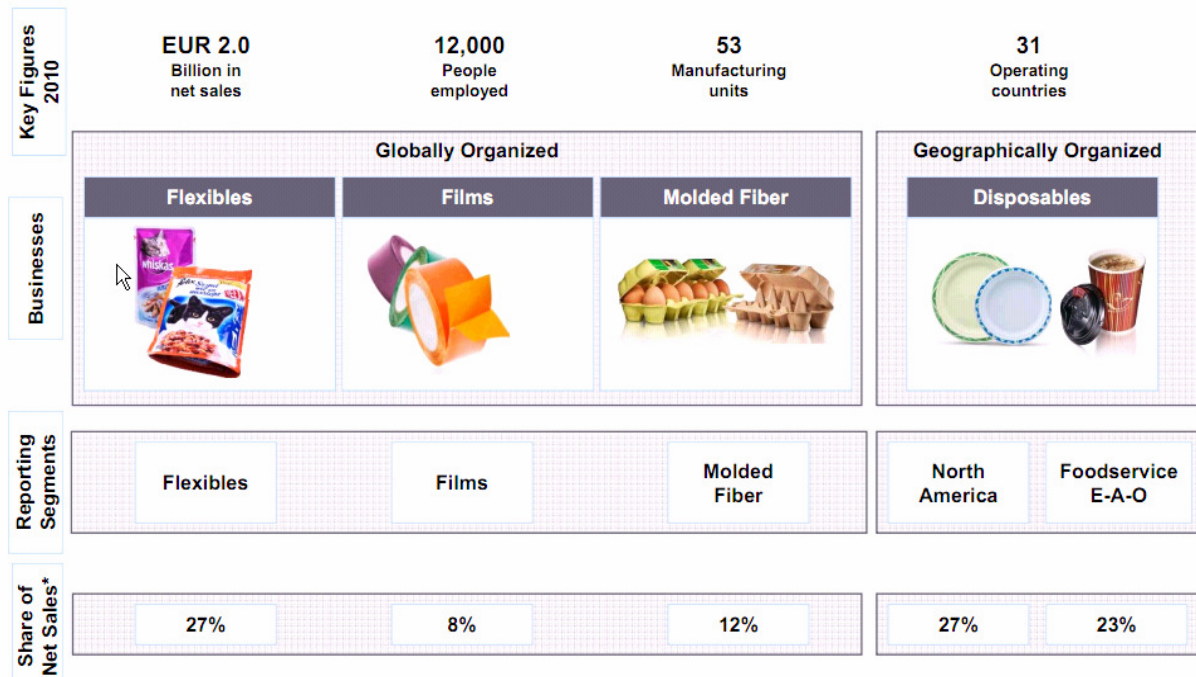 Key Figures
2010
EUR 2.0
Billion in
net sales
12,000
People
employed
53
Manufacturing
units
31
Operating
countries
Businesses
Globally Organized
Geographically Organized
Flexibles
Films
Molded Fiber
Disposables
whiskas
Reporting
Segments
Flexibles
Films
Molded
Fiber
North
America
Foodservice
E-A-O
Share of
Net Sales*
27%
8%
12%
27%
23%